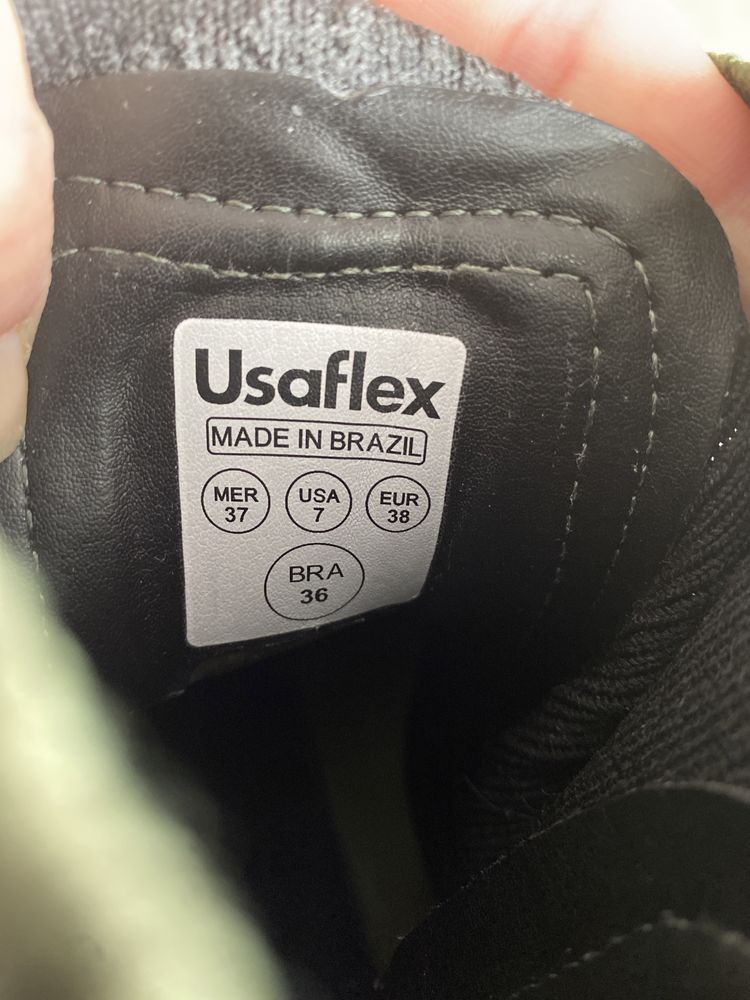 Usaflex
MADE IN BRAZIL
MER USA EUR
37 7 38
BRA
36